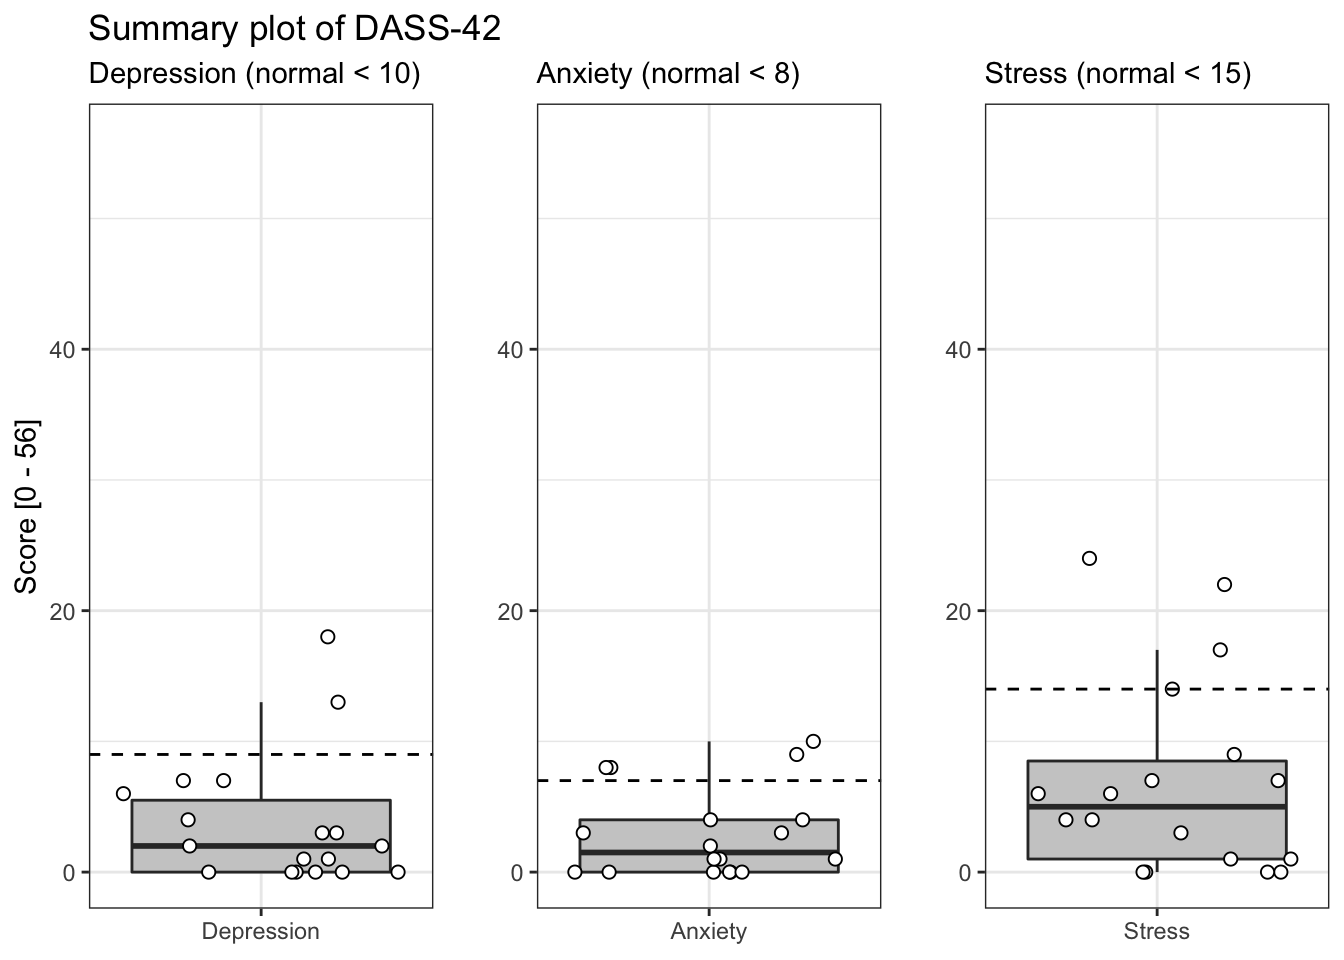 Summary plot of DASS-42
Depression (normal < 10)
Anxiety (normal < 8)
Stress (normal < 15)
Score [0 - 56]
40
20
0
Depression
40
20
0
Anxiety
40
20
0
Stress